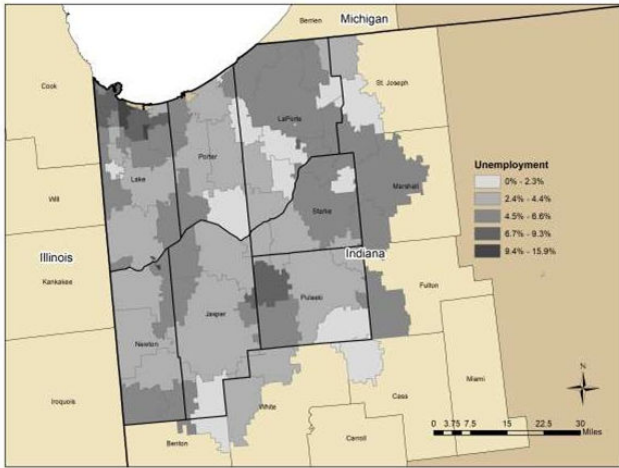 Michigan
Berrien
Cook
St. Joseph
LaPorte
Porter
Unemployment
0% - 2.3%
2.4% - 4.4%
4.5% - 6.6%
6.7% - 9.3%
9.4% - 15.9%
Lake
Marshall
Will
Starke
Illinois
Indiana
Kankakee
Fulton
Pulaski
Jasper
Newton
Miami
N
Cass
Iroquois
White
Carroll
Benton
0 3.75 7.5 15 22.5 30
Miles